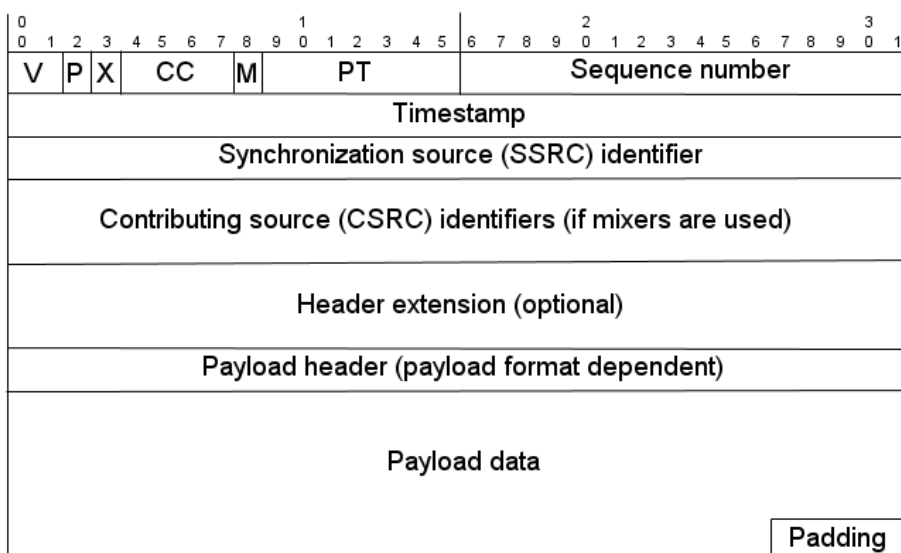 0 1 2 3
0 1 2 3 4 5 6 7 8 9 0 1 2 3 4 5 6 7 8 9 0 1 2 3 4 5 6 7 8 9 0 1
V P X CC M PT Sequence number
Timestamp
Synchronization source (SSRC) identifier
Contributing source (CSRC) identifiers (if mixers are used)
Header extension (optional)
Payload header (payload format dependent)
Payload data
Padding